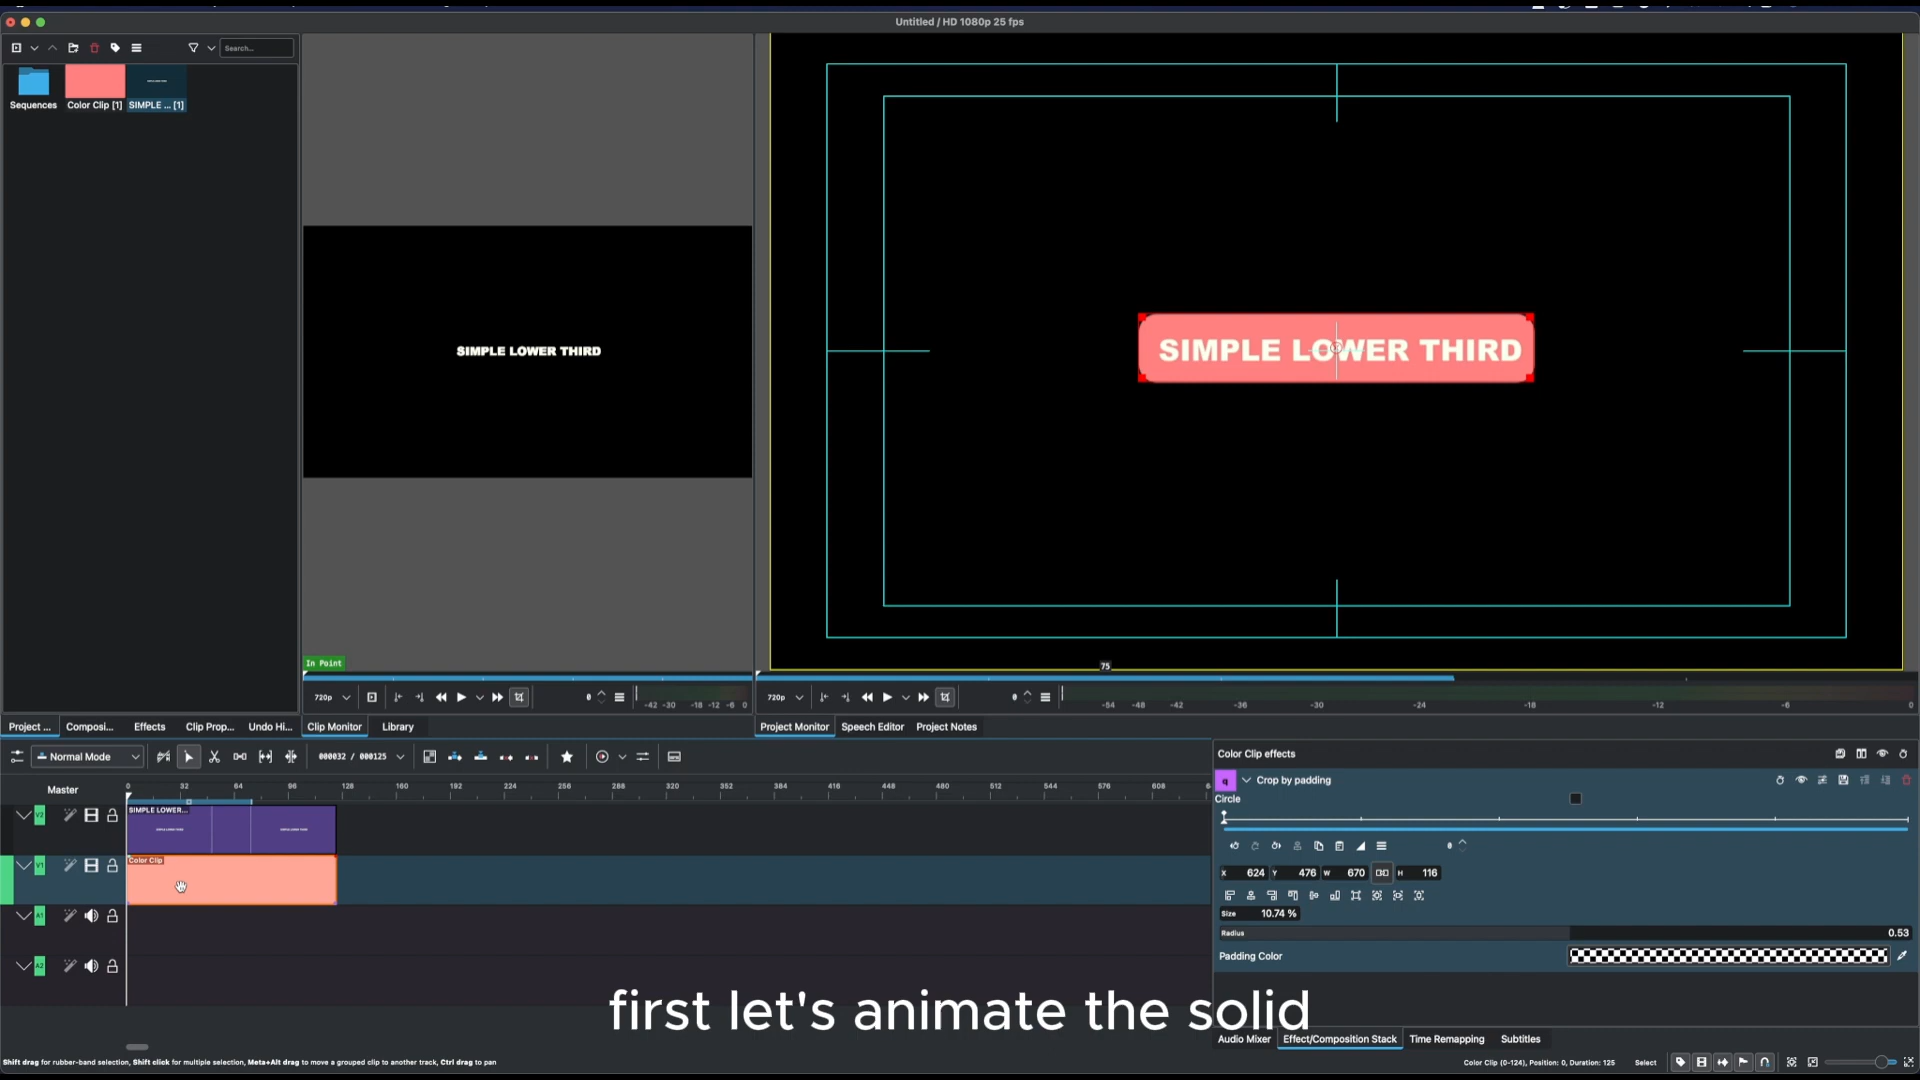 Untitled / HD 1080p 25 fps
Search...
Sequences
Color Clip [1]
SIMPLE ... [1]
SIMPLE LOWER THIRD
SIMPLE LOWER THIRD
In Point
75
720p
0
-42 -30 -18 -12 -6 0
720p
0
-54 -48 -42 -36 -30 -24 -18 -12 -6 0
Project ...
Composi...
Effects
Clip Prop...
Undo Hi...
Clip Monitor
Library
Project Monitor
Speech Editor
Project Notes
Normal Mode
000032 / 000125
Color Clip effects
Master
0 32 64 96 128 160 192 224 256 288 320 352 384 416 448 480 512 544 576 608
Crop by padding
Circle
V2
SIMPLE LOWER...
V1
Color Clip
A1
A2
0
X 624 Y 476 W 670 H 116
Size 10.74 %
Radius 0.53
Padding Color
first let's animate the solid
Audio Mixer
Effect/Composition Stack
Time Remapping
Subtitles
Shift drag for rubber-band selection, Shift click for multiple selection, Meta+Alt drag to move a grouped clip to another track, Ctrl drag to pan
Color Clip (0-124), Position: 0, Duration: 125
Select